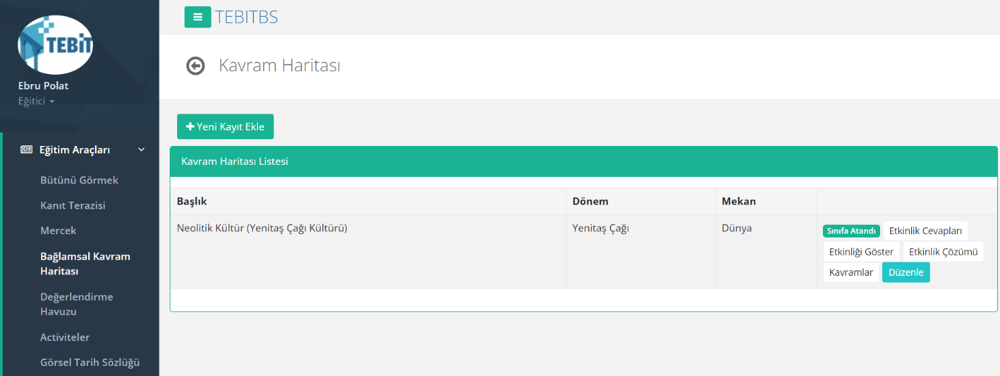 TEBİT
Ebru Polat
Eğitici
Eğitim Araçları
Bütünü Görmek
Kanıt Terazisi
Mercek
Bağlamsal Kavram
Haritası
Değerlendirme
Havuzu
Activiteler
Görsel Tarih Sözlüğü
TEBITBS
Kavram Haritası
Yeni Kayıt Ekle
Kavram Haritası Listesi
Başlık Dönem Mekan
Neolitik Kültür (Yenitaş Çağı Kültürü) Yenitaş Çağı Dünya
Sınıfa Atandı Etkinlik Cevapları
Etkinliği Göster Etkinlik Çözümü
Kavramlar Düzenle